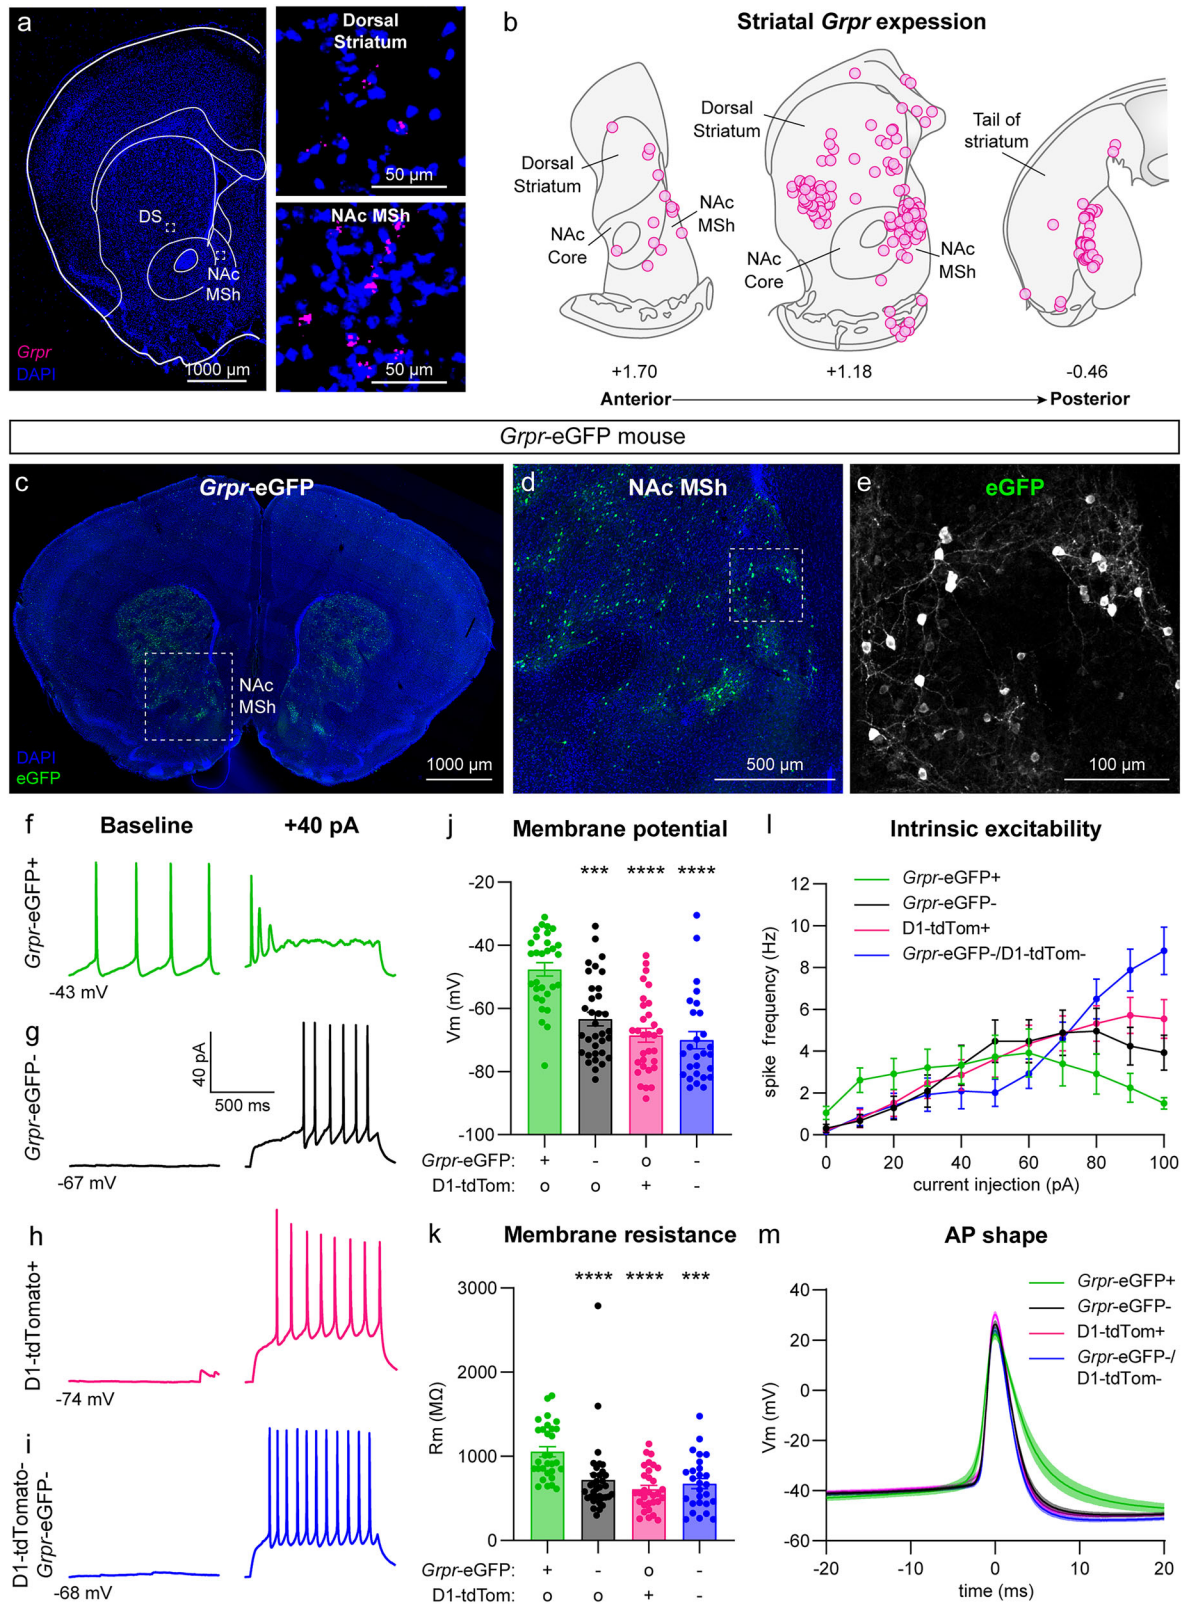 a
Dorsal
Striatum
50 µm
DS
NAc
MSh
Grpr
DAPI
1000 µm
NAc MSh
50 µm
b
Striatal Grpr expession
Dorsal
Striatum
NAc
Core
NAc
MSh
Dorsal
Striatum
NAc
Core
NAc
MSh
Tail of
striatum
+1.70
+1.18
-0.46
Anterior
Posterior
Grpr-eGFP mouse
c
Grpr-eGFP
NAc
MSh
DAPI
eGFP
1000 µm
d
NAc MSh
500 µm
e
eGFP
100 µm
f
Baseline
+40 pA
Grpr-eGFP+
-43 mV
g
Grpr-eGFP-
40 pA
500 ms
-67 mV
h
D1-tdTomato+
-74 mV
i
D1-tdTomato-
Grpr-eGFP-
-68 mV
j
Membrane potential
*** **** ****
Vm (mV)
-20
-40
-60
-80
-100
Grpr-eGFP: + - o -
D1-tdTom: o o + -
k
Membrane resistance
**** **** ***
Rm (MΩ)
3000
2000
1000
0
Grpr-eGFP: + - o -
D1-tdTom: o o + -
l
Intrinsic excitability
Grpr-eGFP+
Grpr-eGFP-
D1-tdTom+
Grpr-eGFP-/D1-tdTom-
spike frequency (Hz)
12
10
8
6
4
2
0
0 20 40 60 80 100
current injection (pA)
m
AP shape
Grpr-eGFP+
Grpr-eGFP-
D1-tdTom+
Grpr-eGFP-/
D1-tdTom-
Vm (mV)
40
20
0
-20
-40
-60
-20 -10 0 10 20
time (ms)